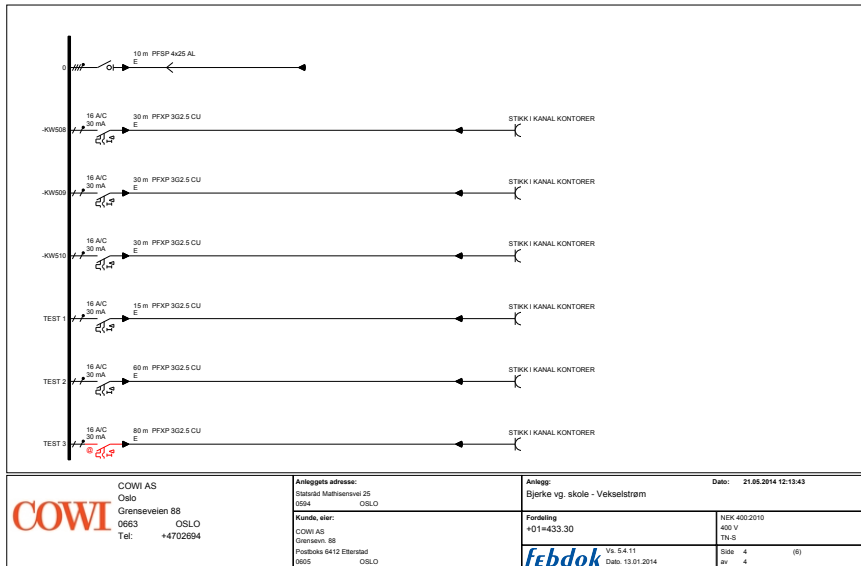 10 m PFSP 4x25 AL
0
E
16 A/C
30 m PFXP 3G2.5 CU
STIKK I KANAL KONTORER
30 mA
E
-KW508
16 A/C
30 m PFXP 3G2.5 CU
STIKK I KANAL KONTORER
30 mA
E
-KW509
16 A/C
30 m PFXP 3G2.5 CU
STIKK I KANAL KONTORER
30 mA
E
-KW510
16 A/C
15 m PFXP 3G2.5 CU
STIKK I KANAL KONTORER
30 mA
E
TEST 1
16 A/C
60 m PFXP 3G2.5 CU
STIKK I KANAL KONTORER
30 mA
E
TEST 2
16 A/C
80 m PFXP 3G2.5 CU
STIKK I KANAL KONTORER
30 mA
E
TEST 3
@
COWI
COWI AS
Oslo
Grenseveien 88
0663 OSLO
Tel: +4702694
Anleggets adresse:
Statsråd Mathisensvei 25
0594 OSLO
Kunde, eier:
COWI AS
Grensevn. 88
Postboks 6412 Etterstad
0605 OSLO
Anlegg: Dato: 21.05.2014 12:13:43
Bjerke vg. skole - Vekselstrøm
Fordeling
+01=433.30
NEK 400:2010
400 V
TN-S
febdok
Vs. 5.4.11
Dato. 13.01.2014
Side 4 (6)
av 4